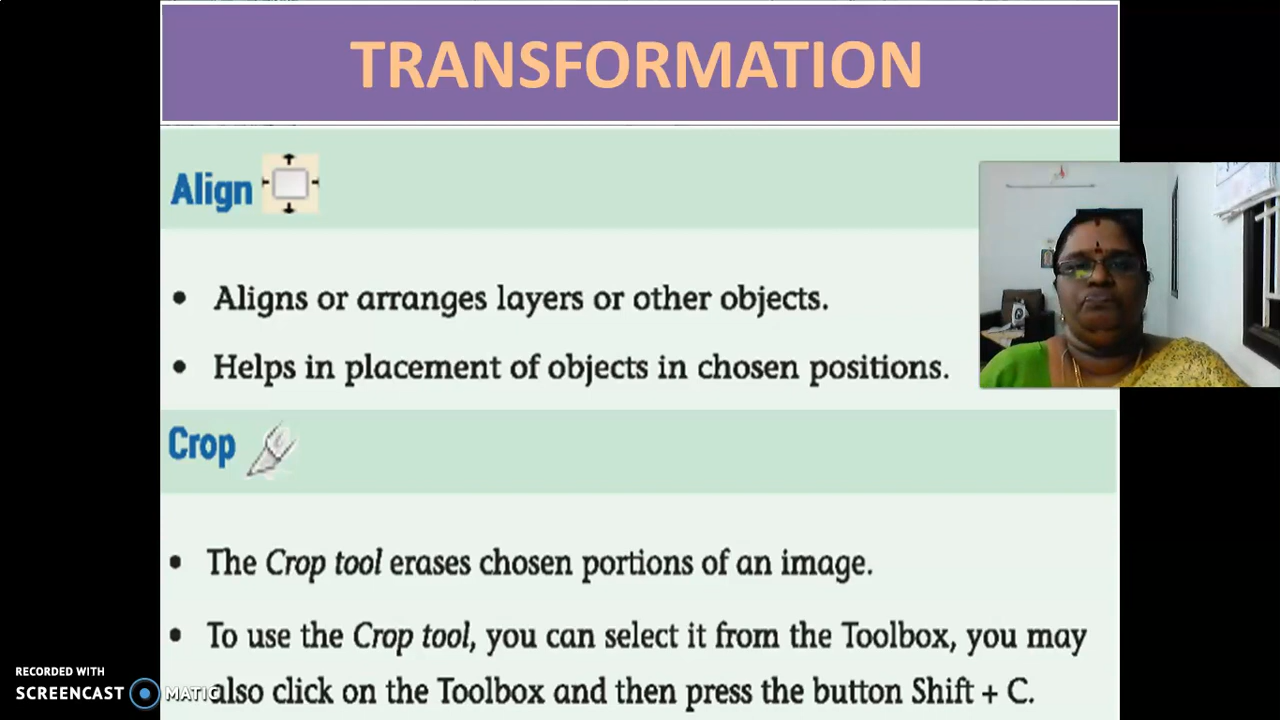 TRANSFORMATION
Align
• Aligns or arranges layers or other objects.
• Helps in placement of objects in chosen positions.
Crop
• The Crop tool erases chosen portions of an image.
• To use the Crop tool, you can select it from the Toolbox, you may
also click on the Toolbox and then press the button Shift + C.
RECORDED WITH
SCREENCAST MATIC